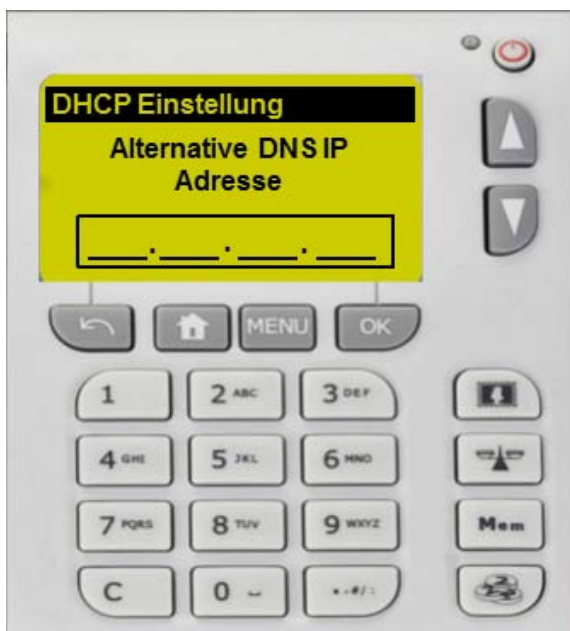 DHCP Einstellung
Alternative DNS IP
Adresse
___.___.___.___
MENU OK
1 2 ABC 3 DEF
4 GHI 5 JKL 6 MNO
7 PQRS 8 TUV 9 WXYZ Mem
C 0